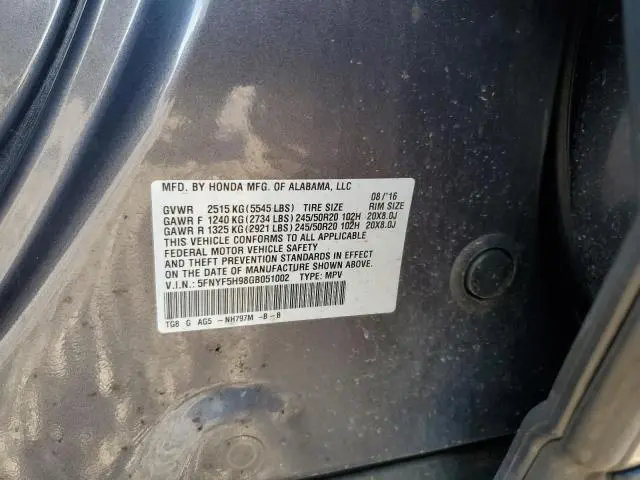 MFD. BY HONDA MFG. OF ALABAMA, LLC
08/'16
GVWR 2515 KG (5545 LBS) TIRE SIZE RIM SIZE
GAWR F 1240 KG (2734 LBS) 245/50R20 102H 20X8.0J
GAWR R 1325 KG (2921 LBS) 245/50R20 102H 20X8.0J
THIS VEHICLE CONFORMS TO ALL APPLICABLE
FEDERAL MOTOR VEHICLE SAFETY
AND THEFT PREVENTION STANDARDS IN EFFECT
ON THE DATE OF MANUFACTURE SHOWN ABOVE.
V.I.N.: 5FNYF5H98GB051002 TYPE: MPV
TG8 G AG5 -NH797M -B-B